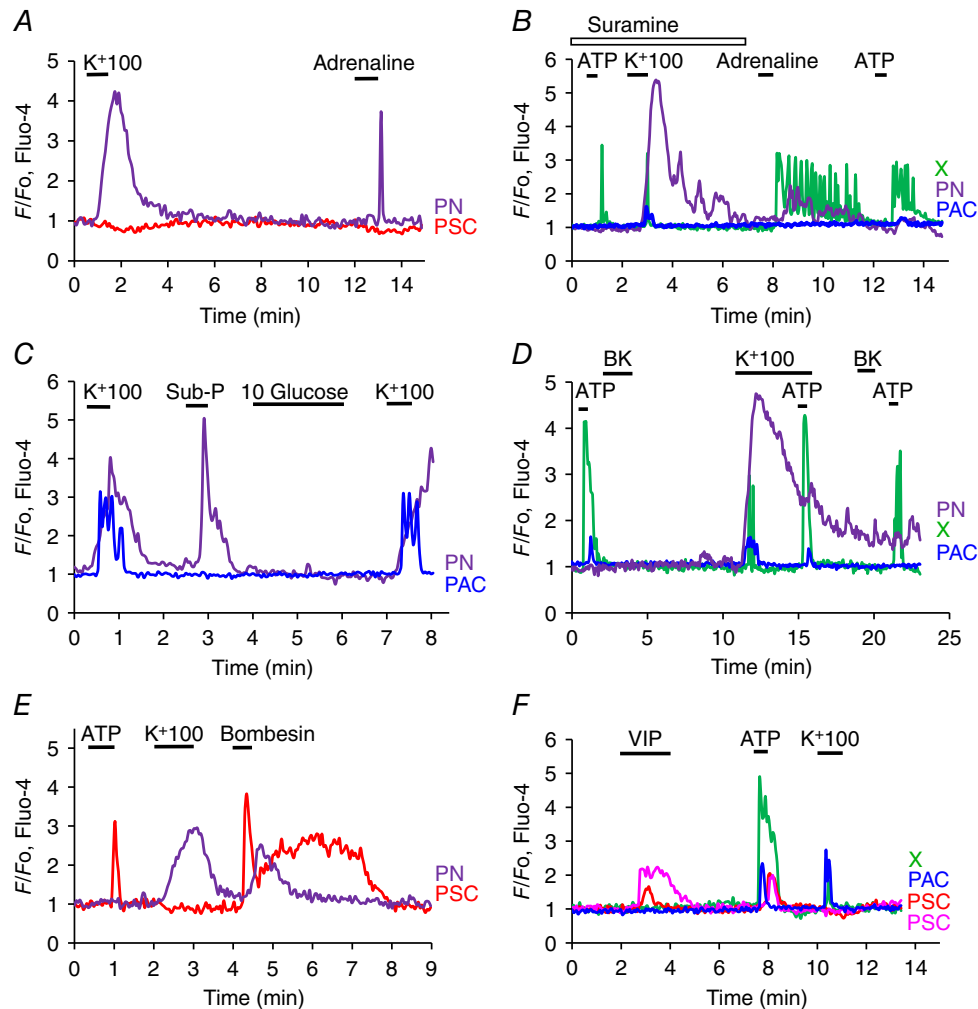 A
K+100
Adrenaline
F/Fo, Fluo-4
5
4
3
2
1
0
PN
PSC
0 2 4 6 8 10 12 14
Time (min)
B
Suramine
ATP K+100 Adrenaline ATP
F/Fo, Fluo-4
6
5
4
3
2
1
0
X
PN
PAC
0 2 4 6 8 10 12 14
Time (min)
C
K+100 Sub-P 10 Glucose K+100
F/Fo, Fluo-4
6
5
4
3
2
1
0
PN
PAC
0 1 2 3 4 5 6 7 8
Time (min)
D
BK K+100 BK
ATP ATP ATP
F/Fo, Fluo-4
5
4
3
2
1
0
PN
X
PAC
0 5 10 15 20 25
Time (min)
E
ATP K+100 Bombesin
F/Fo, Fluo-4
5
4
3
2
1
0
PN
PSC
0 1 2 3 4 5 6 7 8 9
Time (min)
F
VIP ATP K+100
F/Fo, Fluo-4
6
5
4
3
2
1
0
X
PAC
PSC
PSC
0 2 4 6 8 10 12 14
Time (min)